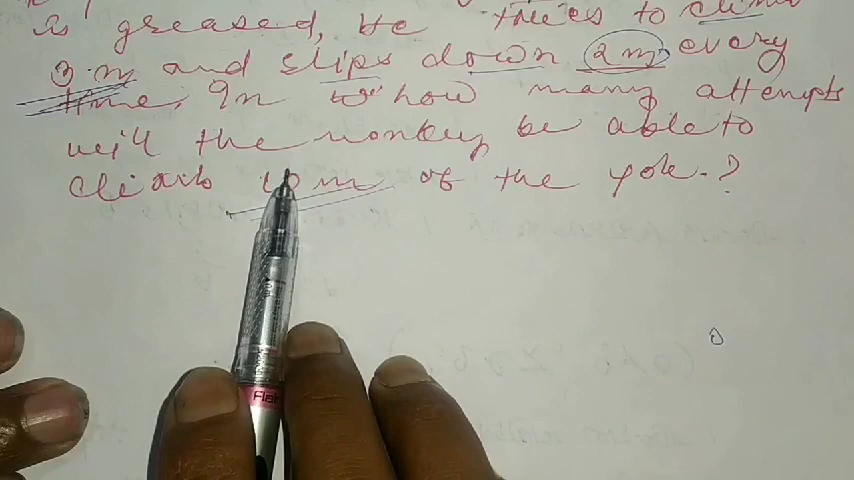 is greased, He tries to climb
3 m and slips down 2m every
time. In how many attempts
will the monkey be able to
climb 10 m of the pole.?
Flair